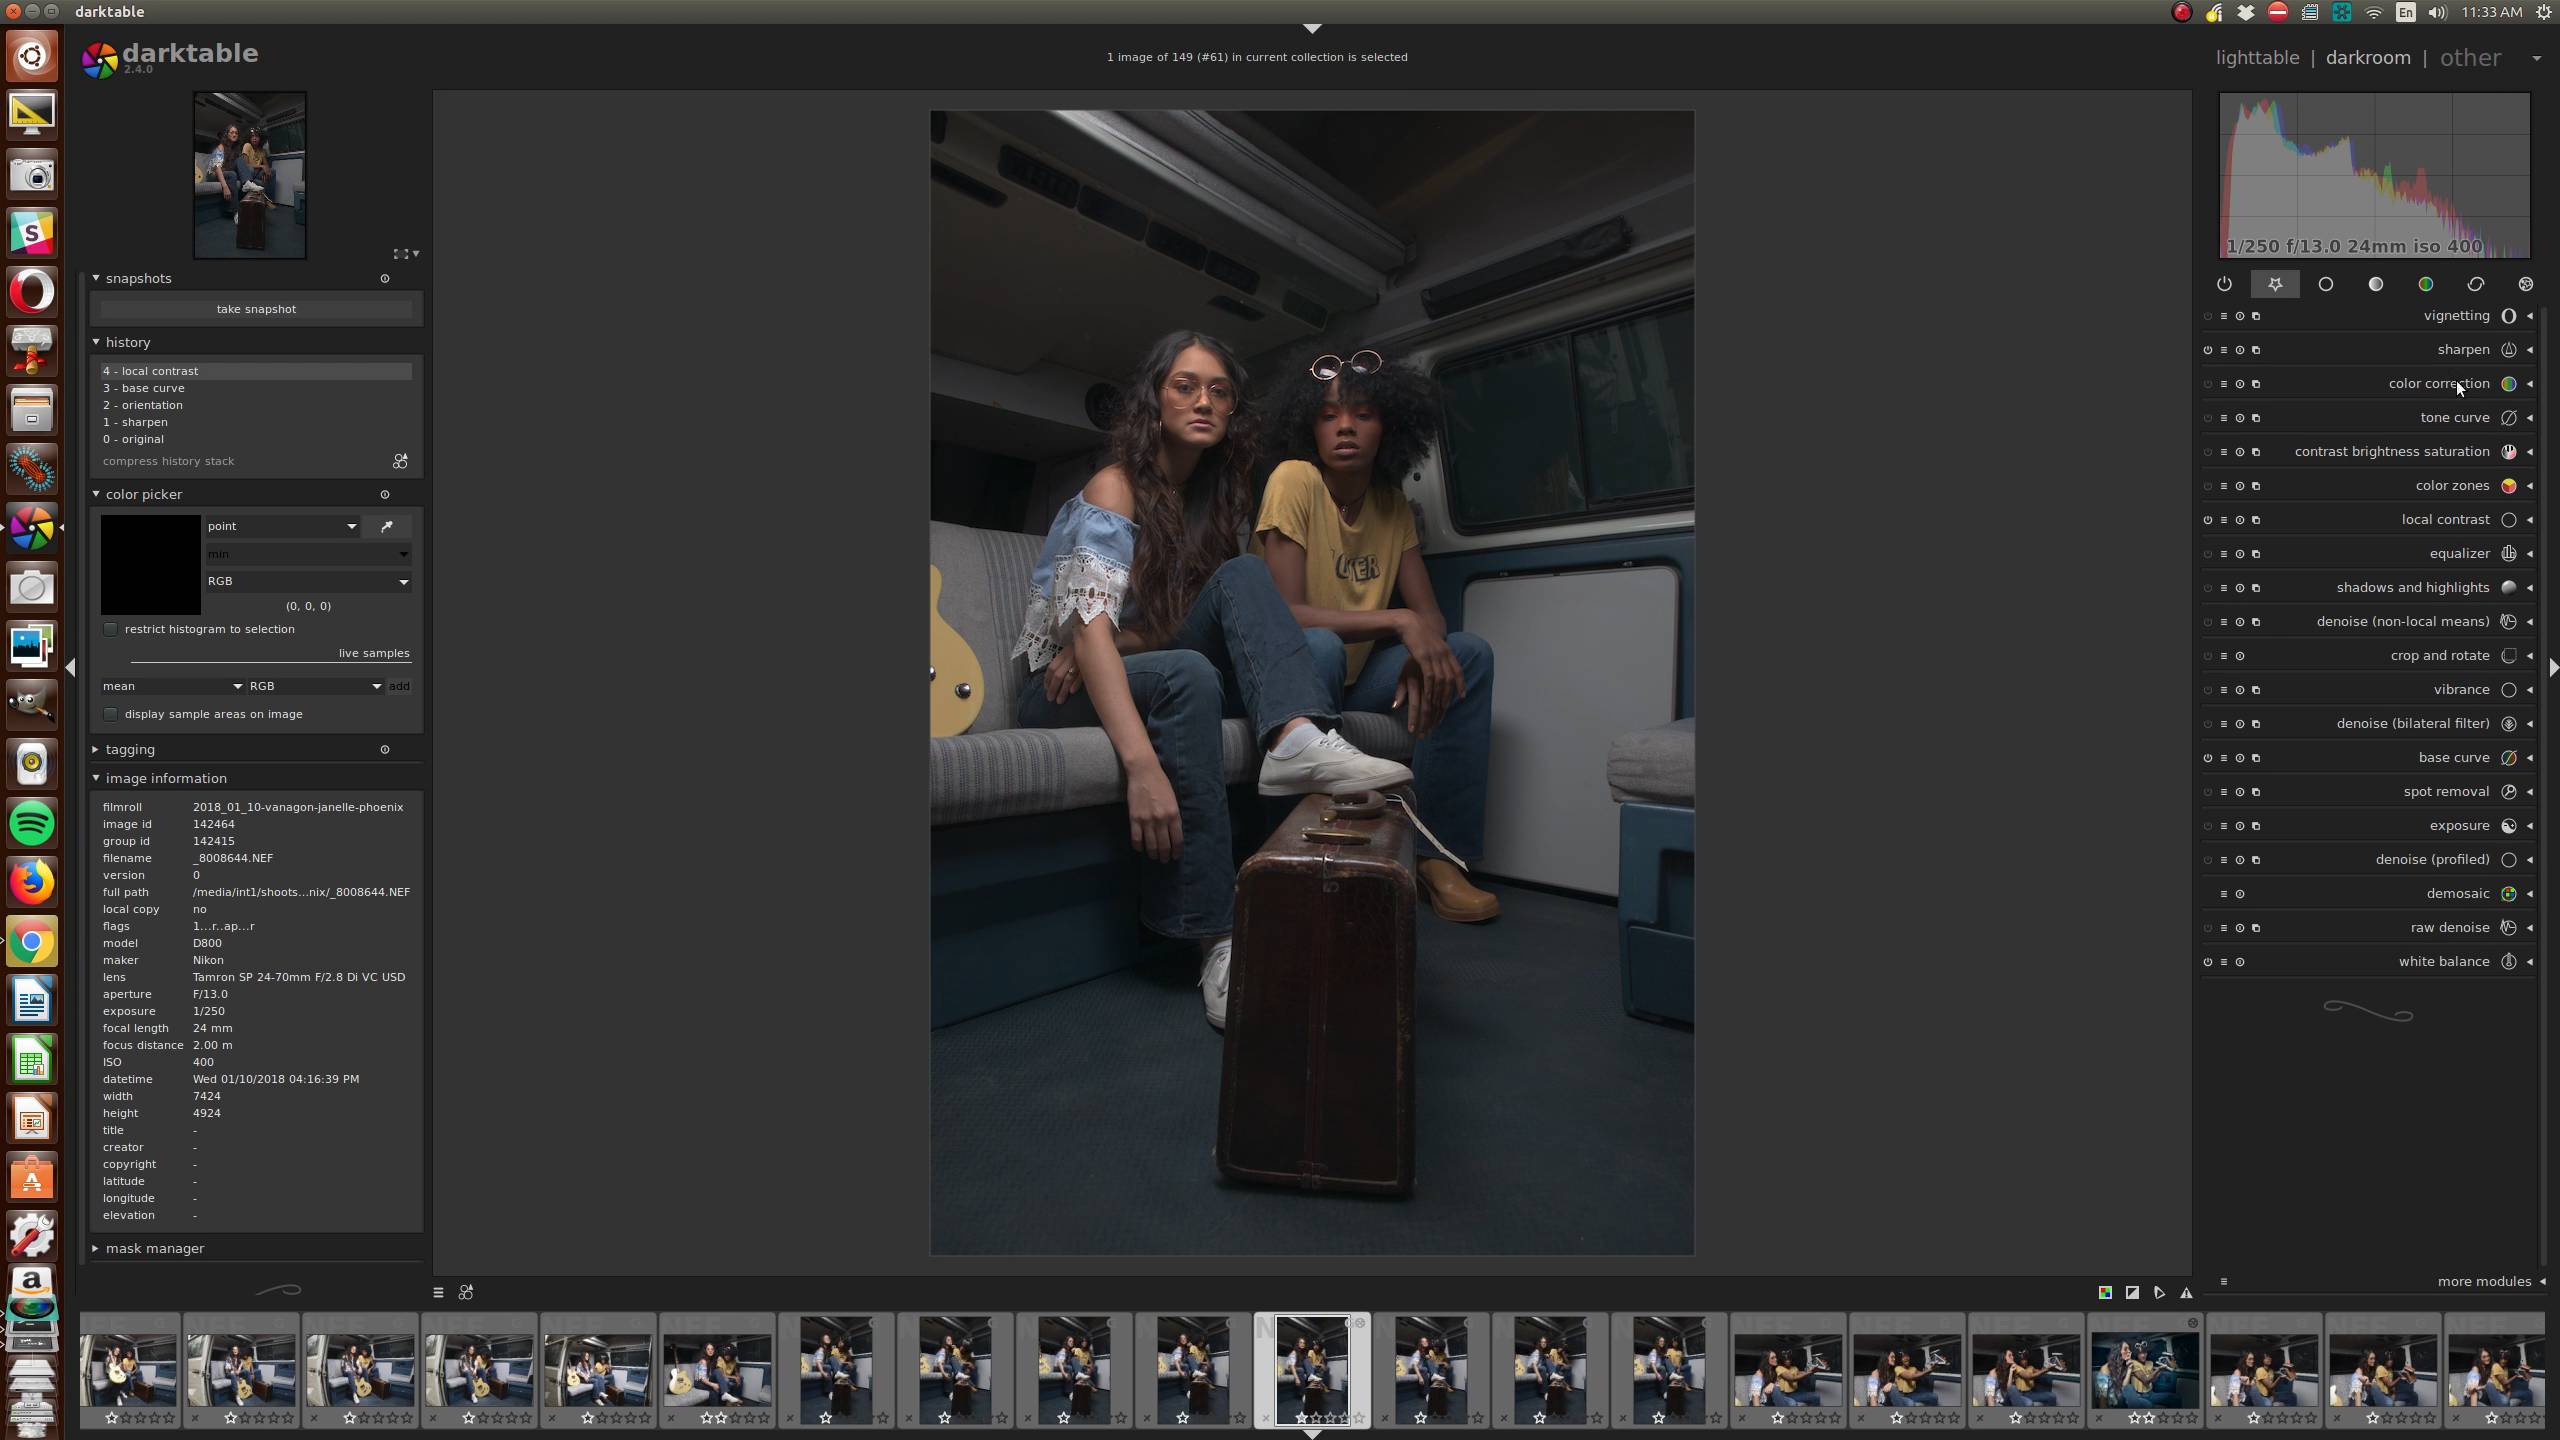 darktable
En
11:33 AM
darktable
2.4.0
1 image of 149 (#61) in current collection is selected
lighttable | darkroom | other
1/250 f/13.0 24mm iso 400
snapshots
take snapshot
history
4 - local contrast
3 - base curve
2 - orientation
1 - sharpen
0 - original
compress history stack
color picker
point
min
RGB
(0, 0, 0)
restrict histogram to selection
live samples
mean RGB add
display sample areas on image
tagging
image information
filmroll 2018_01_10-vanagon-janelle-phoenix
image id 142464
group id 142415
filename _8008644.NEF
version 0
full path /media/int1/shoots...nix/_8008644.NEF
local copy no
flags 1...r..ap...r
model D800
maker Nikon
lens Tamron SP 24-70mm F/2.8 Di VC USD
aperture F/13.0
exposure 1/250
focal length 24 mm
focus distance 2.00 m
ISO 400
datetime Wed 01/10/2018 04:16:39 PM
width 7424
height 4924
title -
creator -
copyright -
latitude -
longitude -
elevation -
mask manager
vignetting
sharpen
color correction
tone curve
contrast brightness saturation
color zones
local contrast
equalizer
shadows and highlights
denoise (non-local means)
crop and rotate
vibrance
denoise (bilateral filter)
base curve
spot removal
exposure
denoise (profiled)
demosaic
raw denoise
white balance
more modules